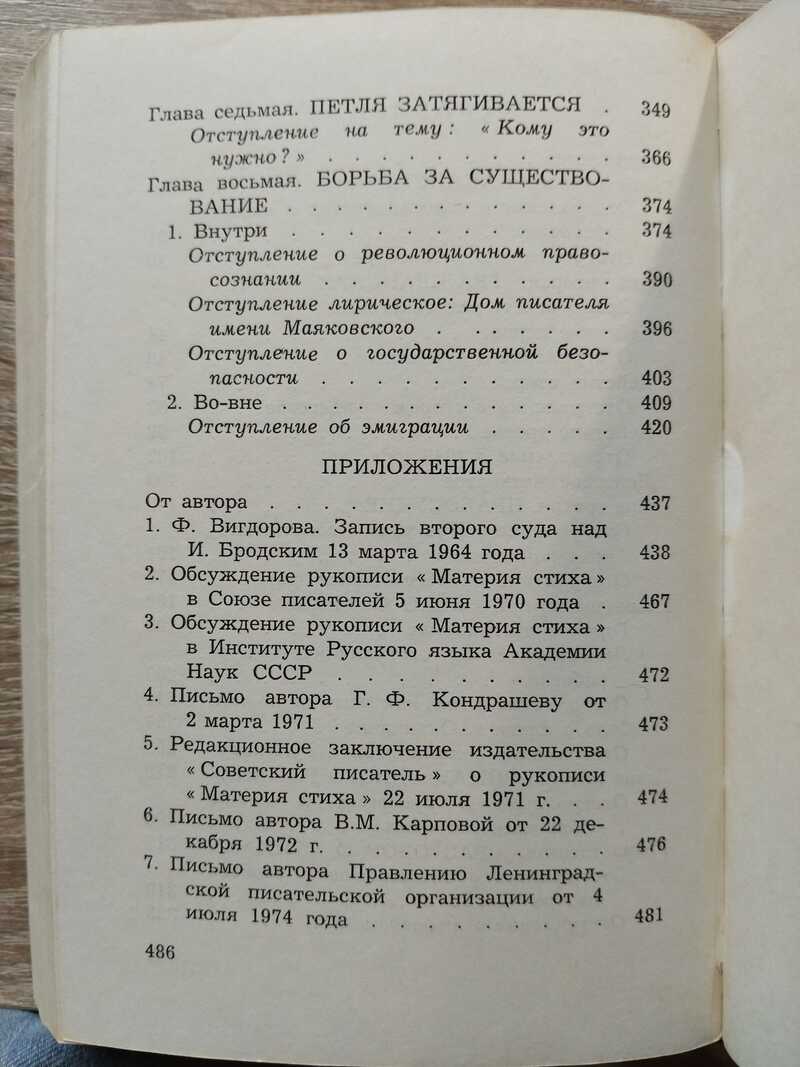 Глава седьмая. ПЕТЛЯ ЗАТЯГИВАЕТСЯ . 349
Отступление на тему: « Кому это
нужно? » . . . . . . . . . . . 366
Глава восьмая. БОРЬБА ЗА СУЩЕСТВО-
ВАНИЕ . . . . . . . . . . . . . 374
1. Внутри . . . . . . . . . . . . . 374
Отступление о революционном право-
сознании . . . . . . . . . . . 390
Отступление лирическое: Дом писателя
имени Маяковского . . . . . . . 396
Отступление о государственной безо-
пасности . . . . . . . . . . . 403
2. Во-вне . . . . . . . . . . . . . 409
Отступление об эмиграции . . . . . 420
ПРИЛОЖЕНИЯ
От автора . . . . . . . . . . . . . 437
1. Ф. Вигдорова. Запись второго суда над
И. Бродским 13 марта 1964 года . . . 438
2. Обсуждение рукописи « Материя стиха »
в Союзе писателей 5 июня 1970 года . 467
3. Обсуждение рукописи « Материя стиха »
в Институте Русского языка Академии
Наук СССР . . . . . . . . . . 472
4. Письмо автора Г. Ф. Кондрашеву от
2 марта 1971 . . . . . . . . . . 473
5. Редакционное заключение издательства
« Советский писатель » о рукописи
« Материя стиха » 22 июля 1971 г. . . 474
6. Письмо автора В.М. Карповой от 22 де-
кабря 1972 г. . . . . . . . . . . 476
7. Письмо автора Правлению Ленинград-
ской писательской организации от 4
июля 1974 года . . . . . . . . . 481
486